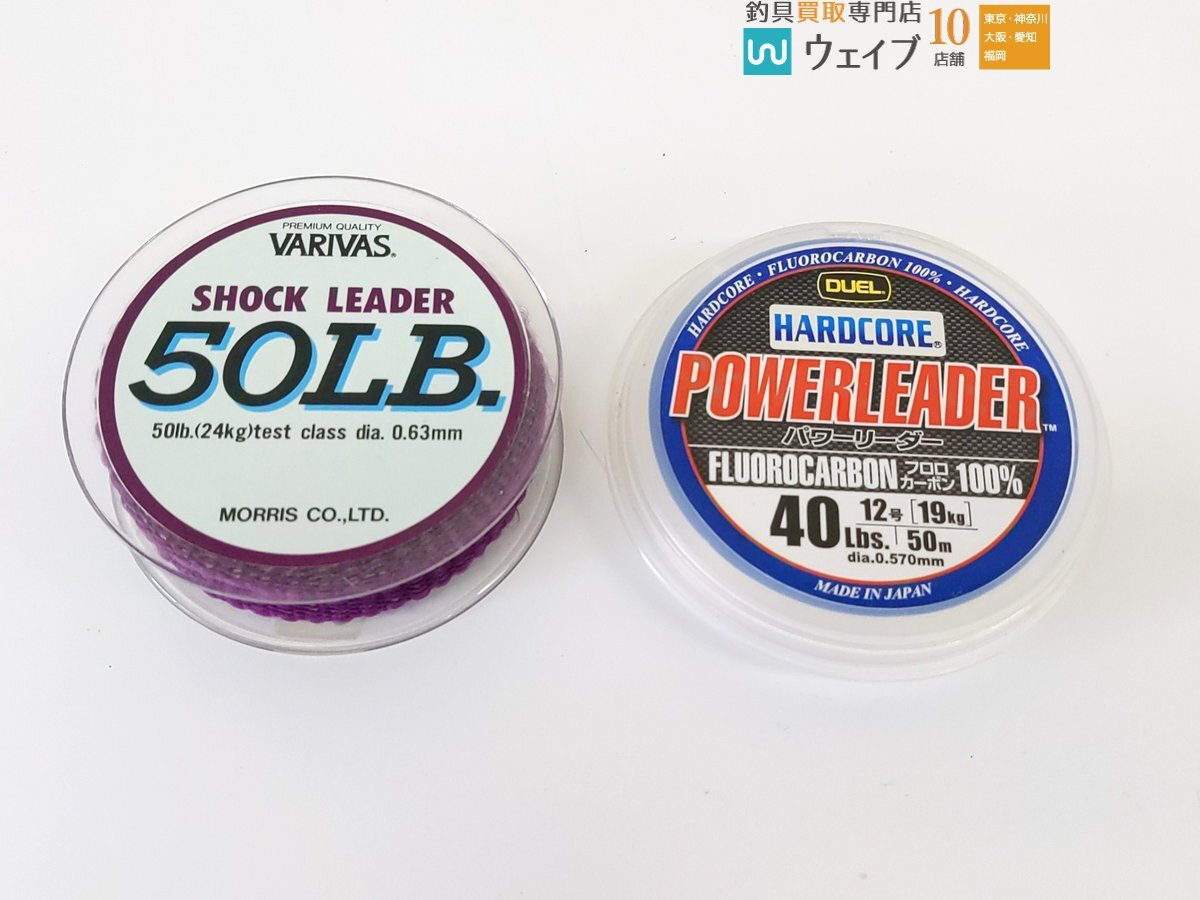 釣具買取専門店
ウェイブ
10
店舗
東京・神奈川
大阪・愛知
福岡
PREMIUM QUALITY
VARIVAS®
SHOCK LEADER
50LB.
50lb.(24kg)test class dia. 0.63mm
MORRIS CO.,LTD.
HARDCORE・FLUOROCARBON 100%・HARDCORE
DUEL
HARDCORE®
POWERLEADER™
パワーリーダー
FLUOROCARBON フロロカーボン 100%
40Lbs. 12号[19kg]
50m
dia.0.570mm
MADE IN JAPAN